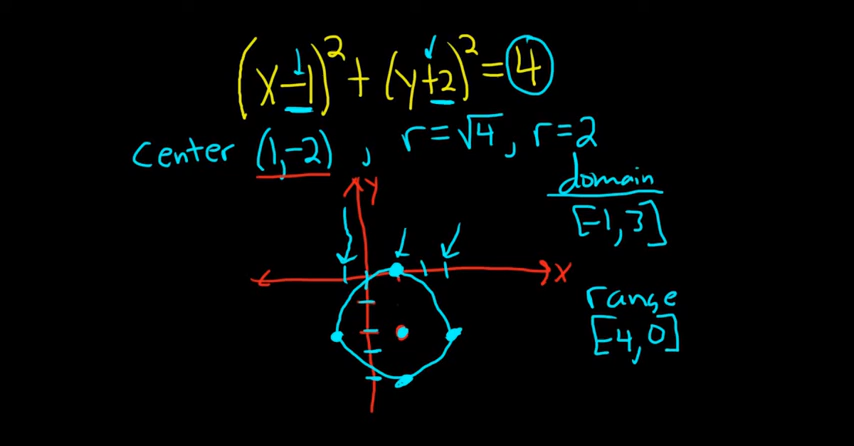 (x-1)² + (y+2)² = 4
center (1,-2), r = √4, r = 2
domain
[-1, 3]
y
x
range
[-4, 0]